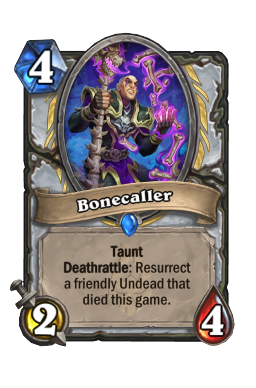 4
Bonecaller
Taunt
Deathrattle: Resurrect
a friendly Undead that
died this game.
2
4